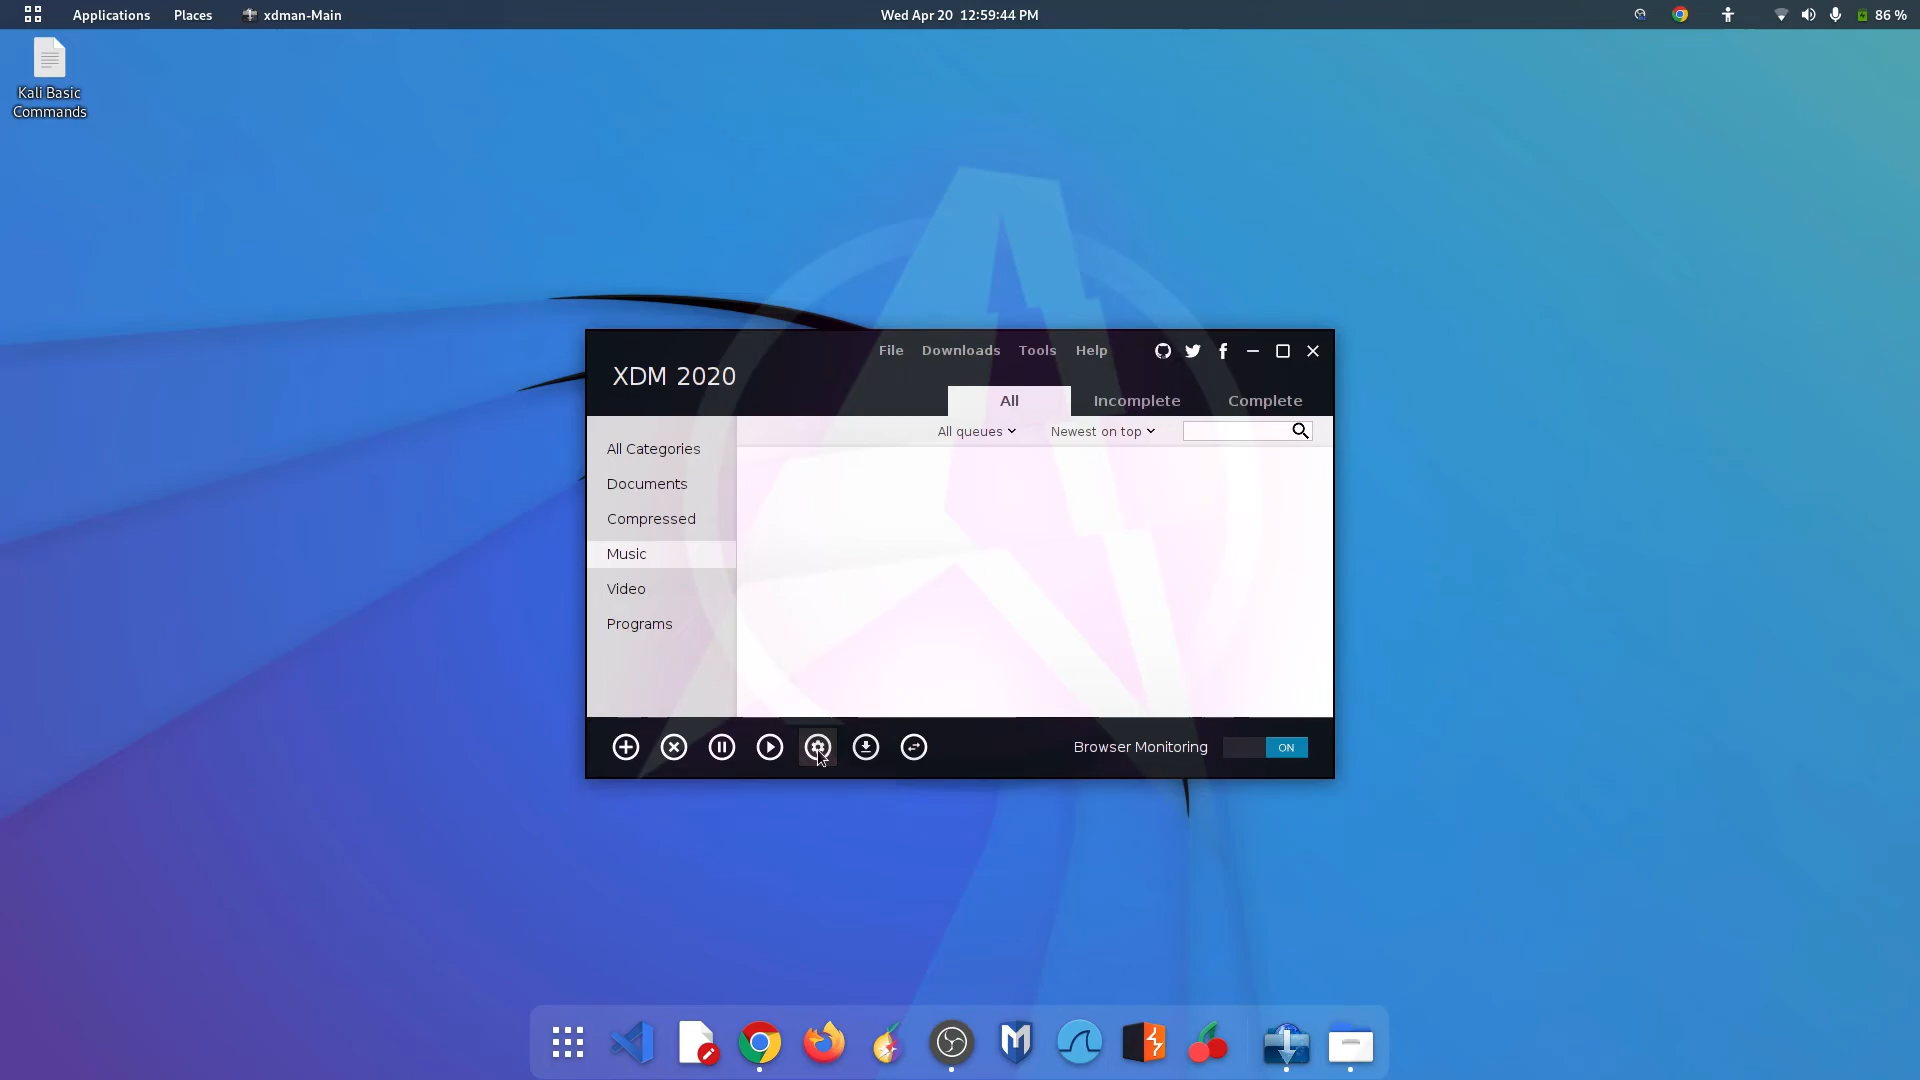 Applications Places xdman-Main Wed Apr 20 12:59:44 PM 86 %
Kali Basic
Commands
File Downloads Tools Help
XDM 2020
All Incomplete Complete
All queues Newest on top
All Categories
Documents
Compressed
Music
Video
Programs
Browser Monitoring ON